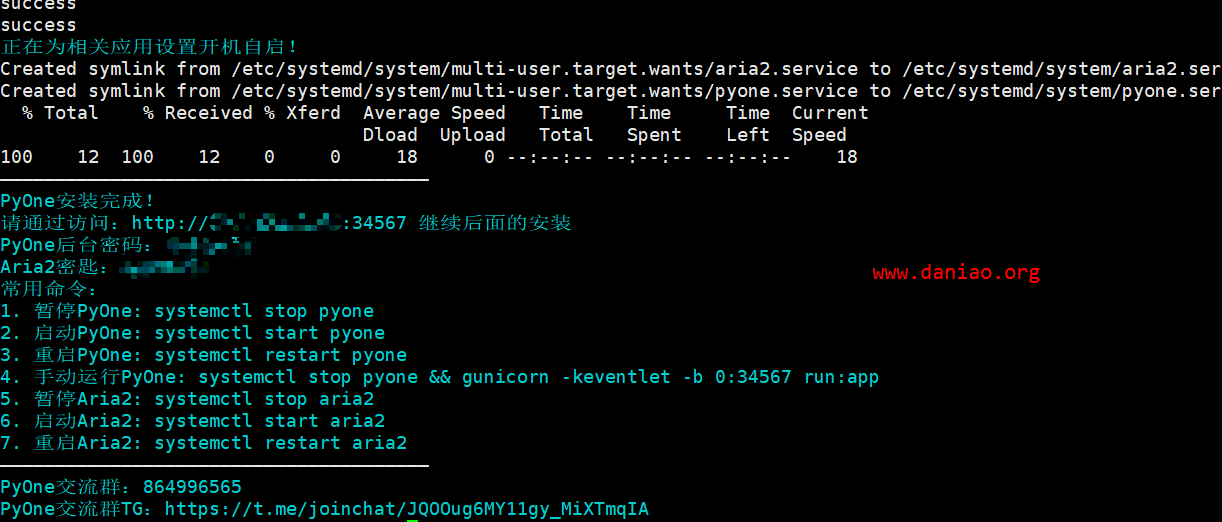 success
success
正在为相关应用设置开机自启!
Created symlink from /etc/systemd/system/multi-user.target.wants/aria2.service to /etc/systemd/system/aria2.ser
Created symlink from /etc/systemd/system/multi-user.target.wants/pyone.service to /etc/systemd/system/pyone.ser
% Total % Received % Xferd Average Speed Time Time Time Current
Dload Upload Total Spent Left Speed
100 12 100 12 0 0 18 0 --:--:-- --:--:-- --:--:-- 18
PyOne安装完成!
请通过访问: http:// :34567 继续后面的安装
PyOne后台密码:
Aria2密匙:
www.daniao.org
常用命令:
1. 暂停PyOne: systemctl stop pyone
2. 启动PyOne: systemctl start pyone
3. 重启PyOne: systemctl restart pyone
4. 手动运行PyOne: systemctl stop pyone && gunicorn -keventlet -b 0:34567 run:app
5. 暂停Aria2: systemctl stop aria2
6. 启动Aria2: systemctl start aria2
7. 重启Aria2: systemctl restart aria2
PyOne交流群: 864996565
PyOne交流群TG: https://t.me/joinchat/JQOOug6MY11gy_MiXTmqIA